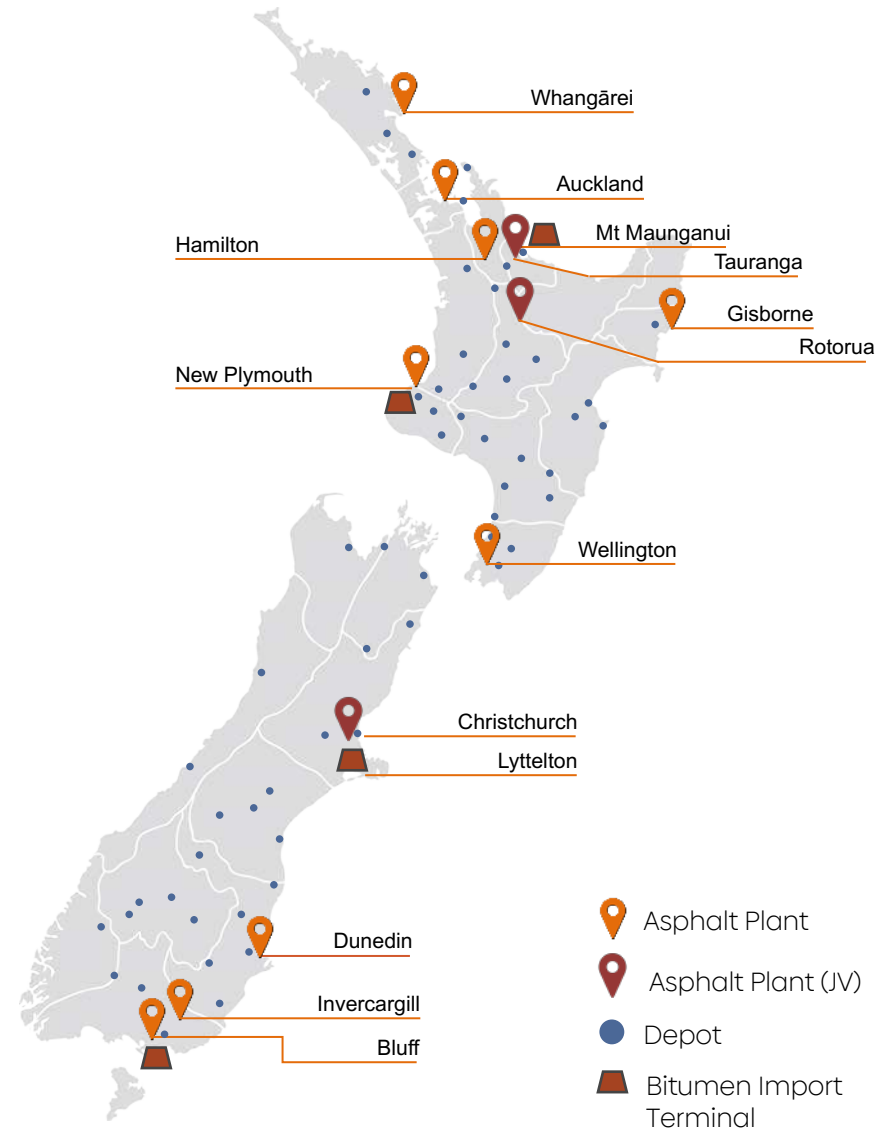 Whangārei
Auckland
Hamilton
Mt Maunganui
Tauranga
Gisborne
Rotorua
New Plymouth
Wellington
Christchurch
Lyttelton
Dunedin
Invercargill
Bluff
Asphalt Plant
Asphalt Plant (JV)
Depot
Bitumen Import
Terminal